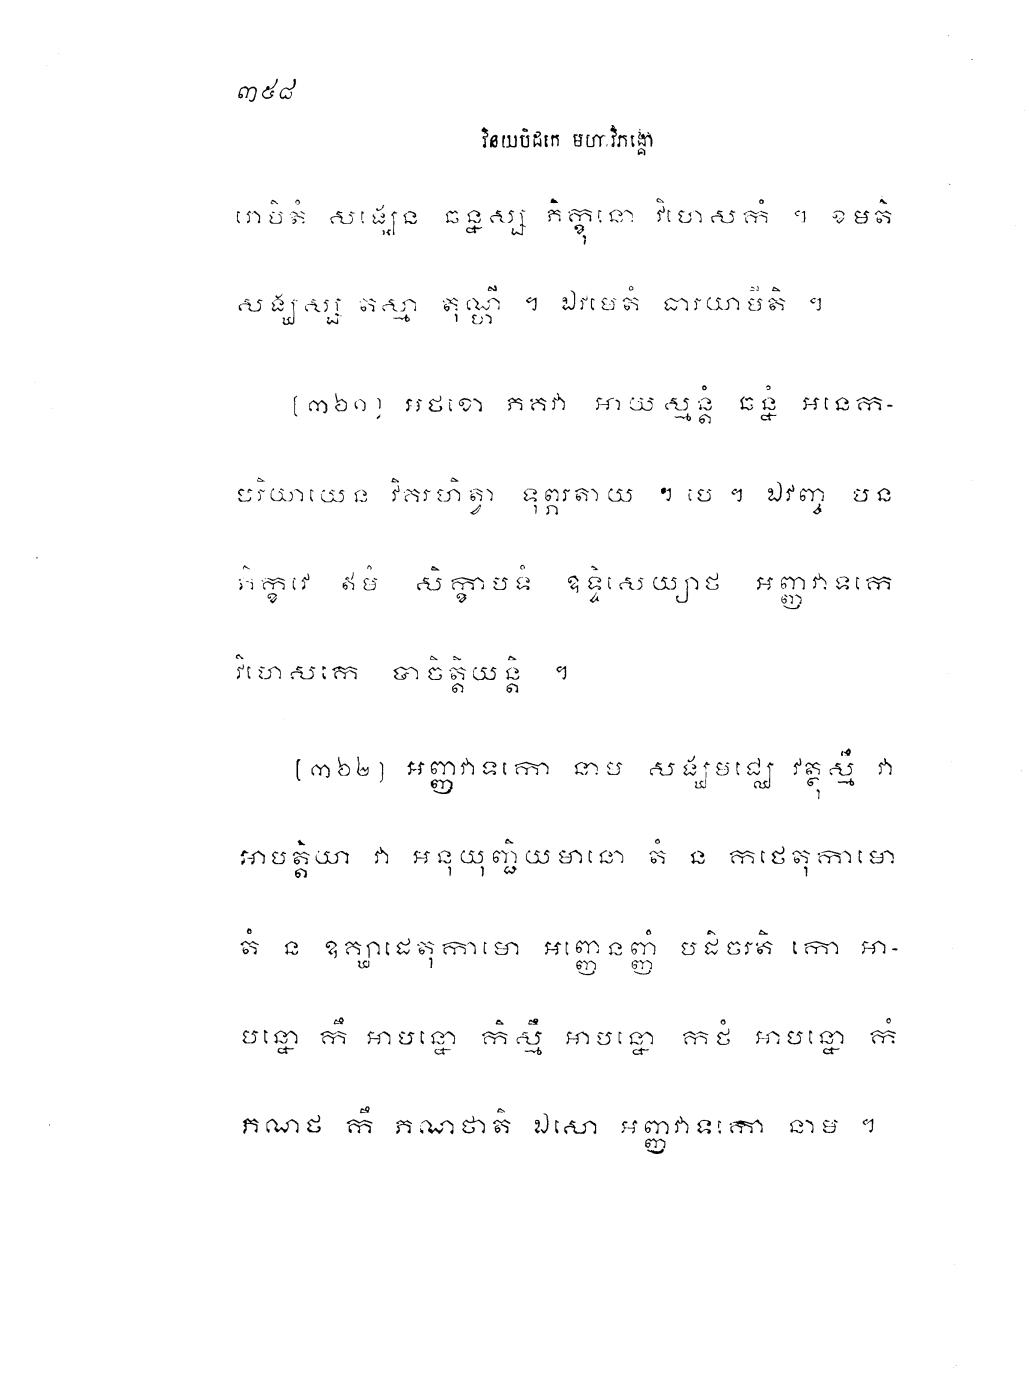 ៣៥៨
វិនយបិដកេ មហាវិភង្គោ
រោបិតំ សង្ឃេន ឆន្នស្ស ភិក្ខុនោ វិហេសកំ ។ ខមតិ
សង្ឃស្ស តស្មា តុណ្ហី ។ ឯវមេតំ ធារយាមីតិ ។
[៣៦១] អថខោ ភគវា អាយស្មន្តំ ឆន្នំ អនេក-
បរិយាយេន វិគរហិត្វា ទុព្ភរតាយ ។ បេ ។ ឯវញ្ច បន
ភិក្ខវេ ឥមំ សិក្ខាបទំ ឧទ្ទិសេយ្យាថ អញ្ញវាទកេ
វិហេសកេ បាចិត្តិយន្តិ ។
[៣៦២] អញ្ញវាទកោ នាម សង្ឃមជ្ឈេ វត្ថុស្មឹ វា
អាបត្តិយា វា អនុយុញ្ជិយមានោ តំ ន កថេតុកាមោ
តំ ន ឧគ្ឃាដេតុកាមោ អញ្ញេនញ្ញំ បដិចរតិ កោ អា-
បន្នោ កឹ អាបន្នោ កិស្មឹ អាបន្នោ កថំ អាបន្នោ កំ
ភណថ កឹ ភណថាតិ ឯសោ អញ្ញវាទកោ នាម ។